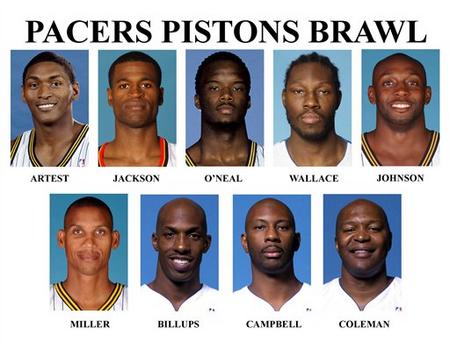 PACERS PISTONS BRAWL
ARTEST JACKSON O'NEAL WALLACE JOHNSON
MILLER BILLUPS CAMPBELL COLEMAN